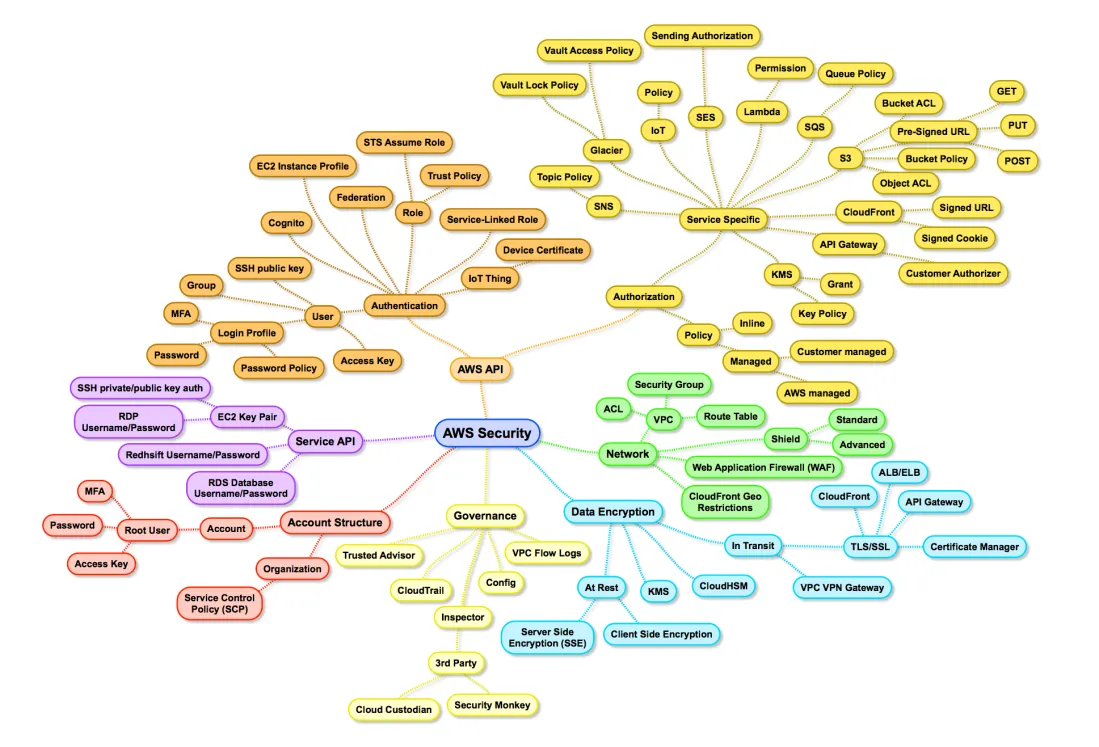 Sending Authorization
Vault Access Policy
Permission
Queue Policy
Vault Lock Policy
Policy
GET
Bucket ACL
Lambda
SES
IoT
SQS
Pre-Signed URL
PUT
STS Assume Role
Glacier
S3
Bucket Policy
POST
EC2 Instance Profile
Trust Policy
Topic Policy
Object ACL
Federation
Role
SNS
Service Specific
CloudFront
Signed URL
Cognito
Service-Linked Role
Signed Cookie
Device Certificate
API Gateway
SSH public key
IoT Thing
KMS
Customer Authorizer
Group
Grant
Authentication
Authorization
MFA
User
Key Policy
Login Profile
Policy
Inline
Password
Password Policy
Access Key
Managed
Customer managed
AWS API
SSH private/public key auth
Security Group
AWS managed
RDP
Username/Password
EC2 Key Pair
ACL
VPC
Route Table
Standard
AWS Security
Service API
Shield
Advanced
Redhsift Username/Password
Network
Web Application Firewall (WAF)
ALB/ELB
RDS Database
Username/Password
MFA
CloudFront Geo
Restrictions
CloudFront
API Gateway
Password
Root User
Account
Account Structure
Governance
Data Encryption
In Transit
TLS/SSL
Certificate Manager
Access Key
Trusted Advisor
VPC Flow Logs
Organization
CloudTrail
Config
At Rest
KMS
CloudHSM
VPC VPN Gateway
Service Control
Policy (SCP)
Inspector
Server Side
Encryption (SSE)
Client Side Encryption
3rd Party
Cloud Custodian
Security Monkey